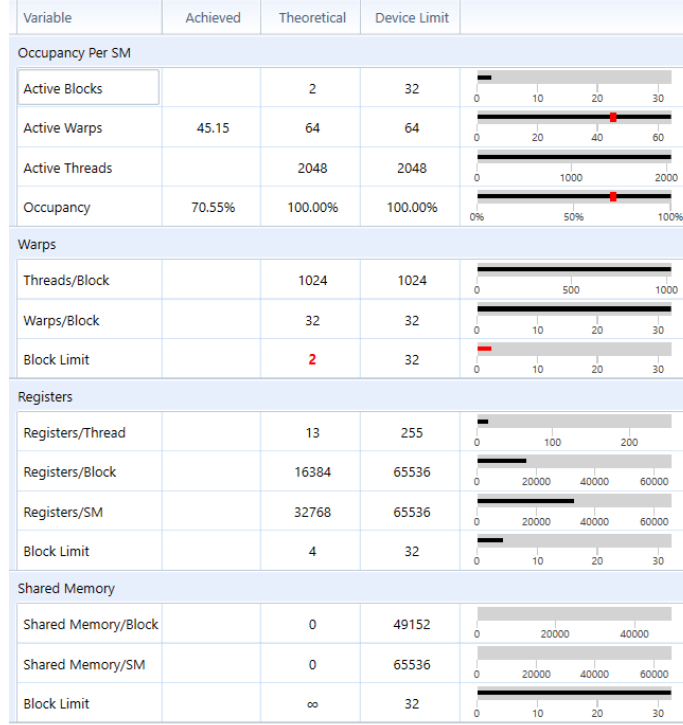 Variable Achieved Theoretical Device Limit
Occupancy Per SM
Active Blocks 2 32
0 10 20 30
Active Warps 45.15 64 64
0 20 40 60
Active Threads 2048 2048
0 1000 2000
Occupancy 70.55% 100.00% 100.00%
0% 50% 100%
Warps
Threads/Block 1024 1024
0 500 1000
Warps/Block 32 32
0 10 20 30
Block Limit 2 32
0 10 20 30
Registers
Registers/Thread 13 255
0 100 200
Registers/Block 16384 65536
0 20000 40000 60000
Registers/SM 32768 65536
0 20000 40000 60000
Block Limit 4 32
0 10 20 30
Shared Memory
Shared Memory/Block 0 49152
0 20000 40000
Shared Memory/SM 0 65536
0 20000 40000 60000
Block Limit ∞ 32
0 10 20 30